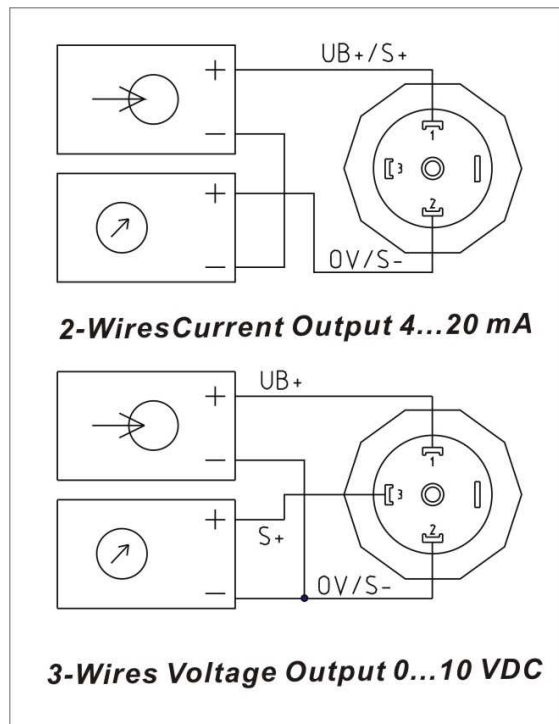 UB+/S+
+
1
−
+
3
2
−
0V/S-
2-WiresCurrent Output 4...20 mA
UB+
+
1
−
+
3
S+
2
−
0V/S-
3-Wires Voltage Output 0...10 VDC